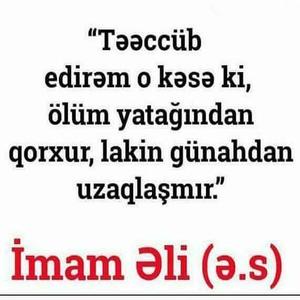 “Təəccüb
edirəm o kəsə ki,
ölüm yatağından
qorxur, lakin günahdan
uzaqlaşmır.”
İmam Əli (ə.s)